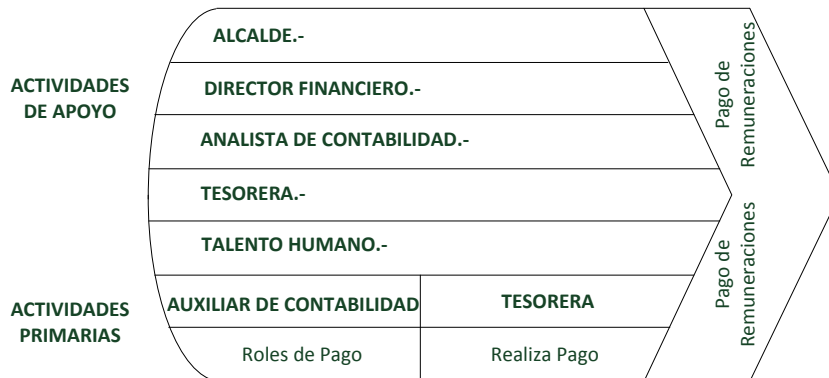 ACTIVIDADES
DE APOYO
ALCALDE.-
DIRECTOR FINANCIERO.-
ANALISTA DE CONTABILIDAD.-
TESORERA.-
TALENTO HUMANO.-
Pago de
Remuneraciones
ACTIVIDADES
PRIMARIAS
AUXILIAR DE CONTABILIDAD
TESORERA
Roles de Pago
Realiza Pago
Pago de
Remuneraciones